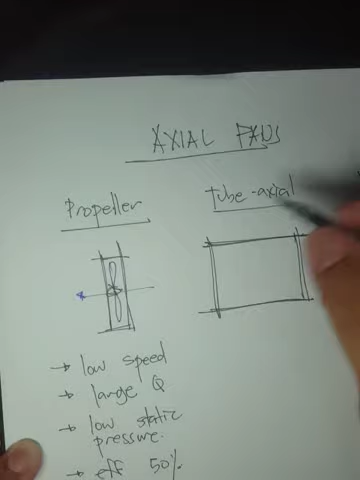 AXIAL FANS
Propeller
Tube-axial
→ low speed
→ large Q
→ low static
pressure.
→ eff 50%